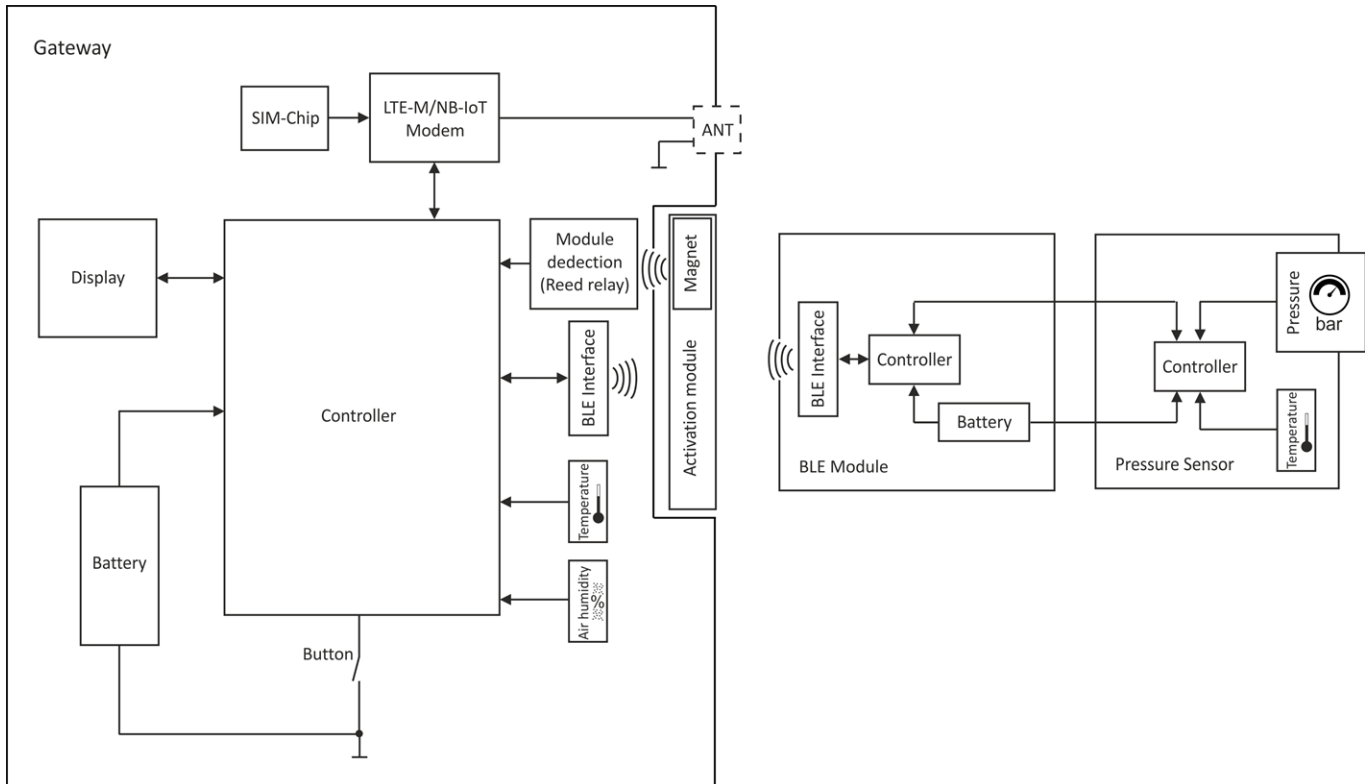 Gateway
SIM-Chip
LTE-M/NB-IoT
Modem
ANT
Display
Module
dedection
(Reed relay)
Magnet
Activation module
BLE Interface
Controller
Temperature
Air humidity
%
Battery
Button
BLE Interface
Controller
Battery
BLE Module
Controller
Pressure
bar
Temperature
Pressure Sensor